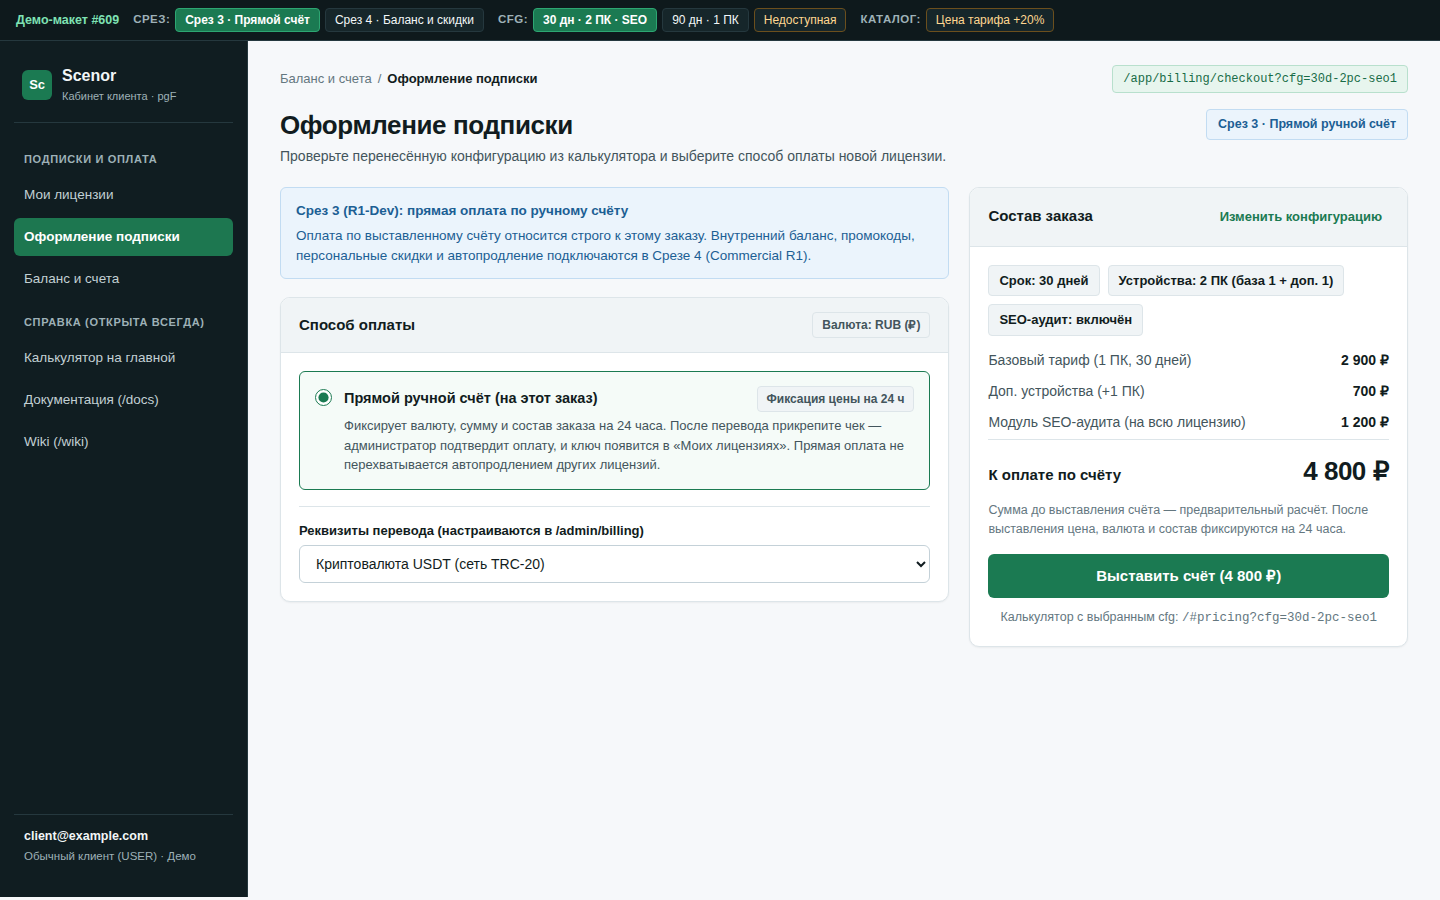 Демо-макет #609 СРЕЗ: Срез 3 · Прямой счёт Срез 4 · Баланс и скидки CFG: 30 дн · 2 ПК · SEO 90 дн · 1 ПК Недоступная КАТАЛОГ: Цена тарифа +20%
Sc
Scenor
Кабинет клиента · pgF
ПОДПИСКИ И ОПЛАТА
Мои лицензии
Оформление подписки
Баланс и счета
СПРАВКА (ОТКРЫТА ВСЕГДА)
Калькулятор на главной
Документация (/docs)
Wiki (/wiki)
client@example.com
Обычный клиент (USER) · Демо
Баланс и счета / Оформление подписки
/app/billing/checkout?cfg=30d-2pc-seo1
Оформление подписки
Срез 3 · Прямой ручной счёт
Проверьте перенесённую конфигурацию из калькулятора и выберите способ оплаты новой лицензии.
Срез 3 (R1-Dev): прямая оплата по ручному счёту
Оплата по выставленному счёту относится строго к этому заказу. Внутренний баланс, промокоды,
персональные скидки и автопродление подключаются в Срезе 4 (Commercial R1).
Способ оплаты
Валюта: RUB (₽)
Прямой ручной счёт (на этот заказ)
Фиксация цены на 24 ч
Фиксирует валюту, сумму и состав заказа на 24 часа. После перевода прикрепите чек —
администратор подтвердит оплату, и ключ появится в «Моих лицензиях». Прямая оплата не
перехватывается автопродлением других лицензий.
Реквизиты перевода (настраиваются в /admin/billing)
Криптовалюта USDT (сеть TRC-20)
Состав заказа
Изменить конфигурацию
Срок: 30 дней
Устройства: 2 ПК (база 1 + доп. 1)
SEO-аудит: включён
Базовый тариф (1 ПК, 30 дней) 2 900 ₽
Доп. устройства (+1 ПК) 700 ₽
Модуль SEO-аудита (на всю лицензию) 1 200 ₽
К оплате по счёту 4 800 ₽
Сумма до выставления счёта — предварительный расчёт. После
выставления цена, валюта и состав фиксируются на 24 часа.
Выставить счёт (4 800 ₽)
Калькулятор с выбранным cfg: /#pricing?cfg=30d-2pc-seo1